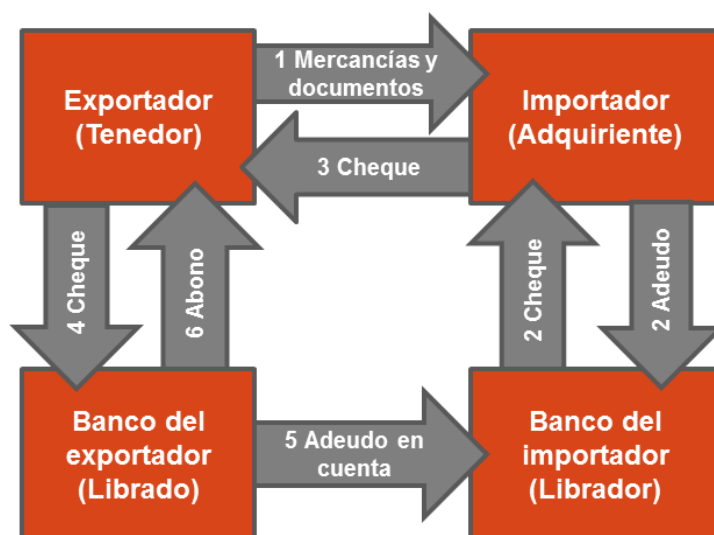 Exportador
(Tenedor)
1 Mercancías y
documentos
Importador
(Adquiriente)
3 Cheque
4 Cheque
6 Abono
2 Cheque
2 Adeudo
Banco del
exportador
(Librado)
5 Adeudo en
cuenta
Banco del
importador
(Librador)